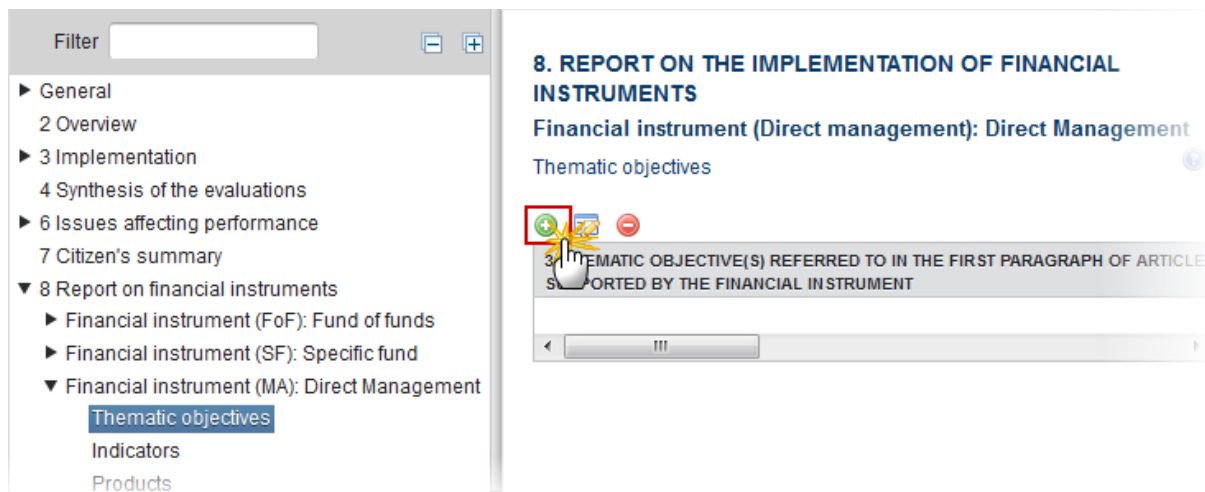 Filter
General
2 Overview
3 Implementation
4 Synthesis of the evaluations
6 Issues affecting performance
7 Citizen's summary
8 Report on financial instruments
Financial instrument (FoF): Fund of funds
Financial instrument (SF): Specific fund
Financial instrument (MA): Direct Management
Thematic objectives
Indicators
Products
8. REPORT ON THE IMPLEMENTATION OF FINANCIAL
INSTRUMENTS
Financial instrument (Direct management): Direct Management
Thematic objectives
OBJECTIVE(S) REFERRED TO IN THE FIRST PARAGRAPH OF ARTICLE
BY THE FINANCIAL INSTRUMENT